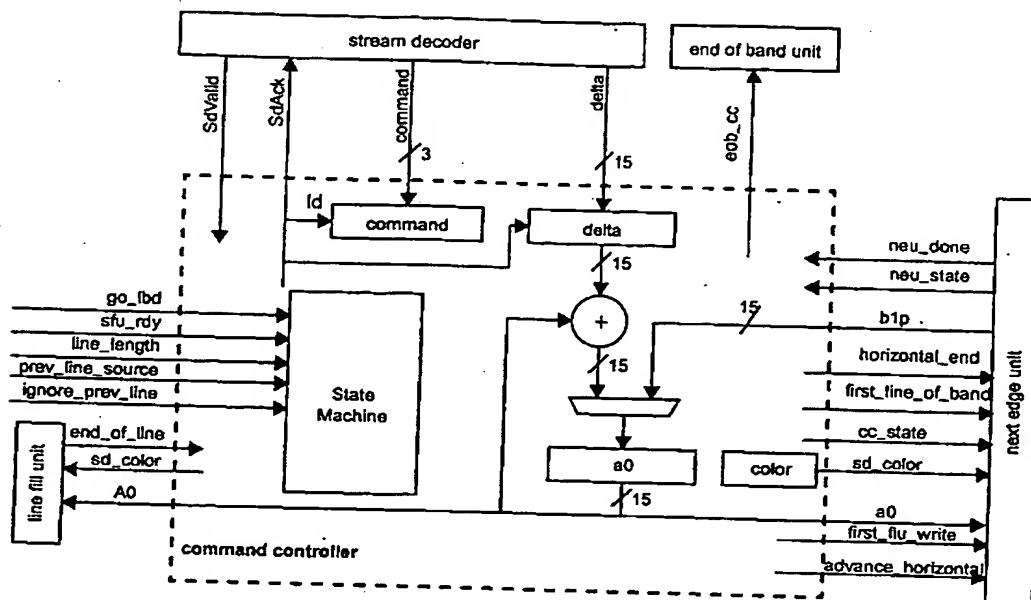 stream decoder
end of band unit
SdValid
SdAck
command
delta
eob_cc
3
15
ld
command
delta
15
neu_done
neu_state
15
b1p
go_lbd
sfu_rdy
line_length
prev_line_source
ignore_prev_line
State
Machine
+
15
horizontal_end
first_line_of_band
cc_state
next edge unit
line fill unit
end_of_line
sd_color
A0
a0
color
sd_color
15
a0
first_flu_write
command controller
advance_horizontal